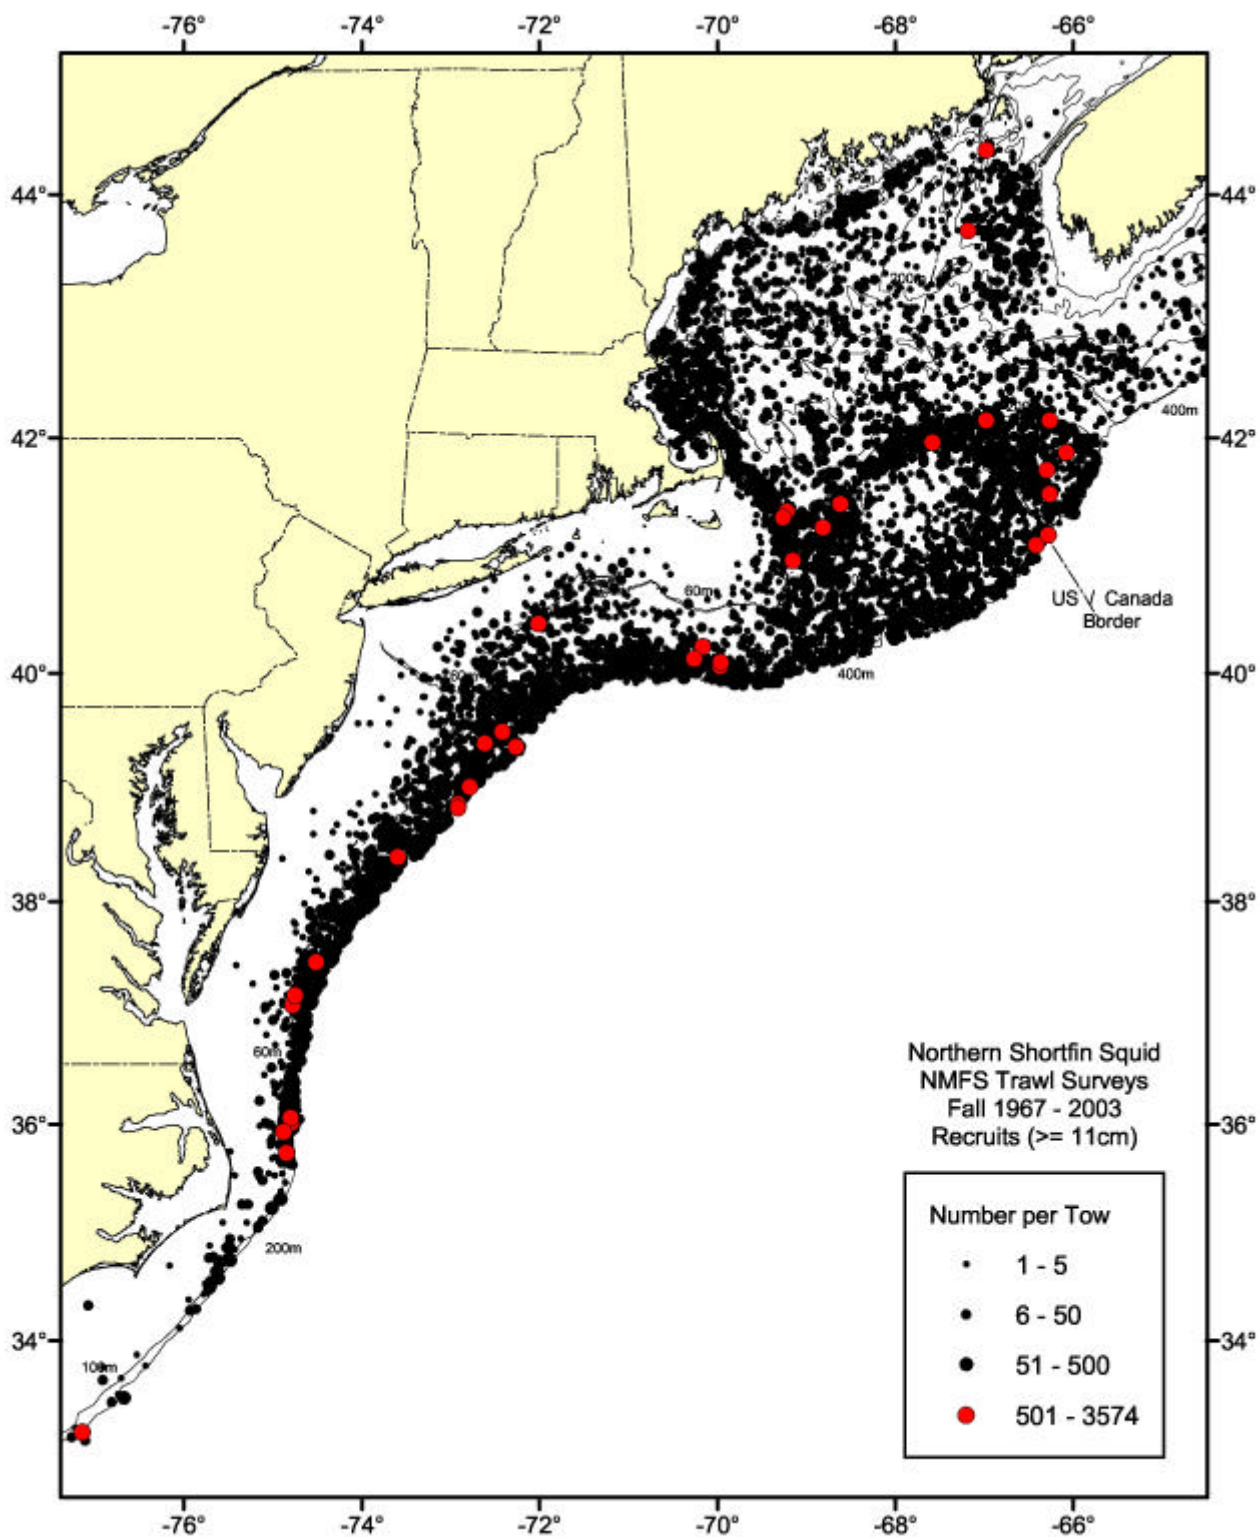 -76° -74° -72° -70° -68° -66°
44° 44°
200m
400m
42° 42°
60m
US / Canada
Border
40° 40°
60m
400m
38° 38°
60m
Northern Shortfin Squid
NMFS Trawl Surveys
Fall 1967 - 2003
Recruits (>= 11cm)
36° 36°
Number per Tow
200m
1 - 5
6 - 50
34° 34°
100m
51 - 500
501 - 3574
-76° -74° -72° -70° -68° -66°